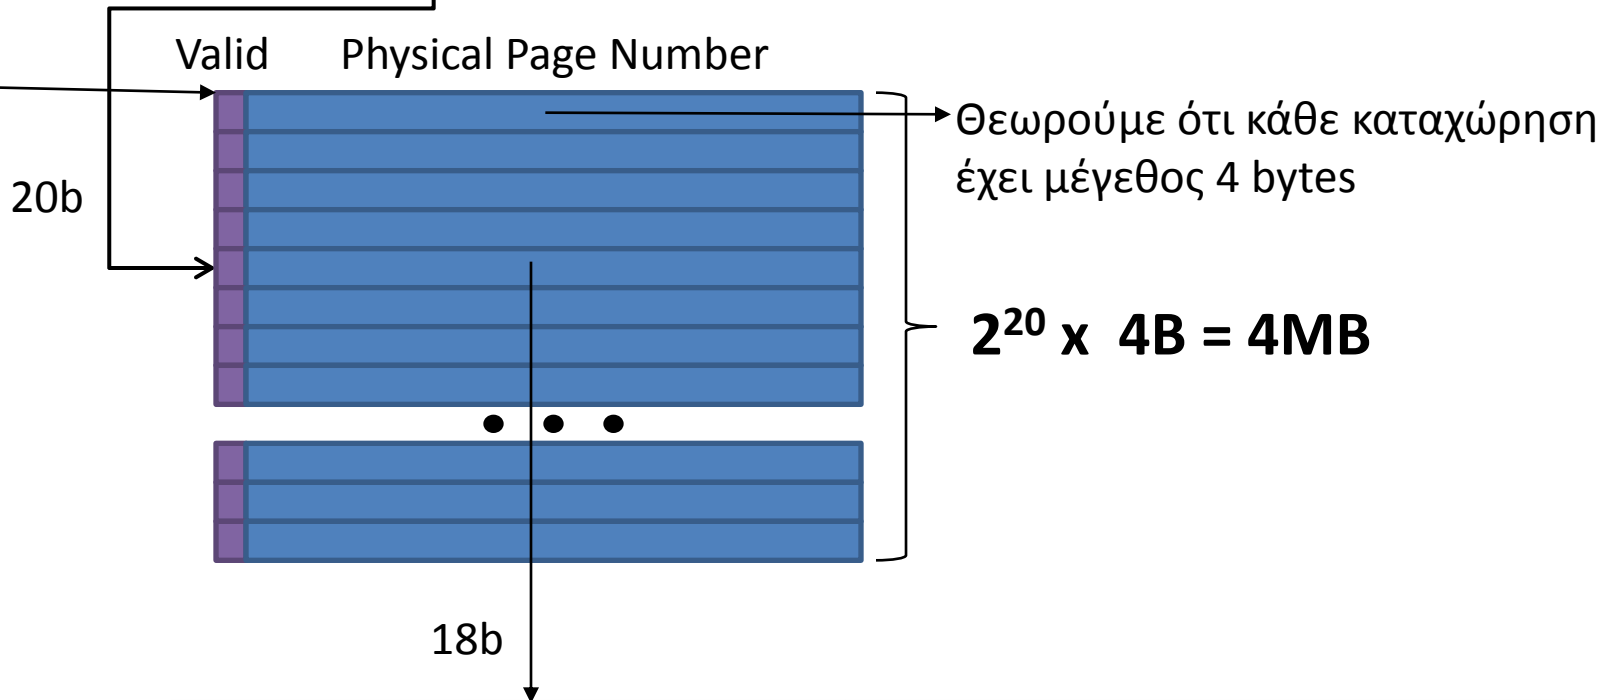 Valid Physical Page Number
Θεωρούμε ότι κάθε καταχώρηση
έχει μέγεθος 4 bytes
20b
2²⁰ x 4B = 4MB
18b